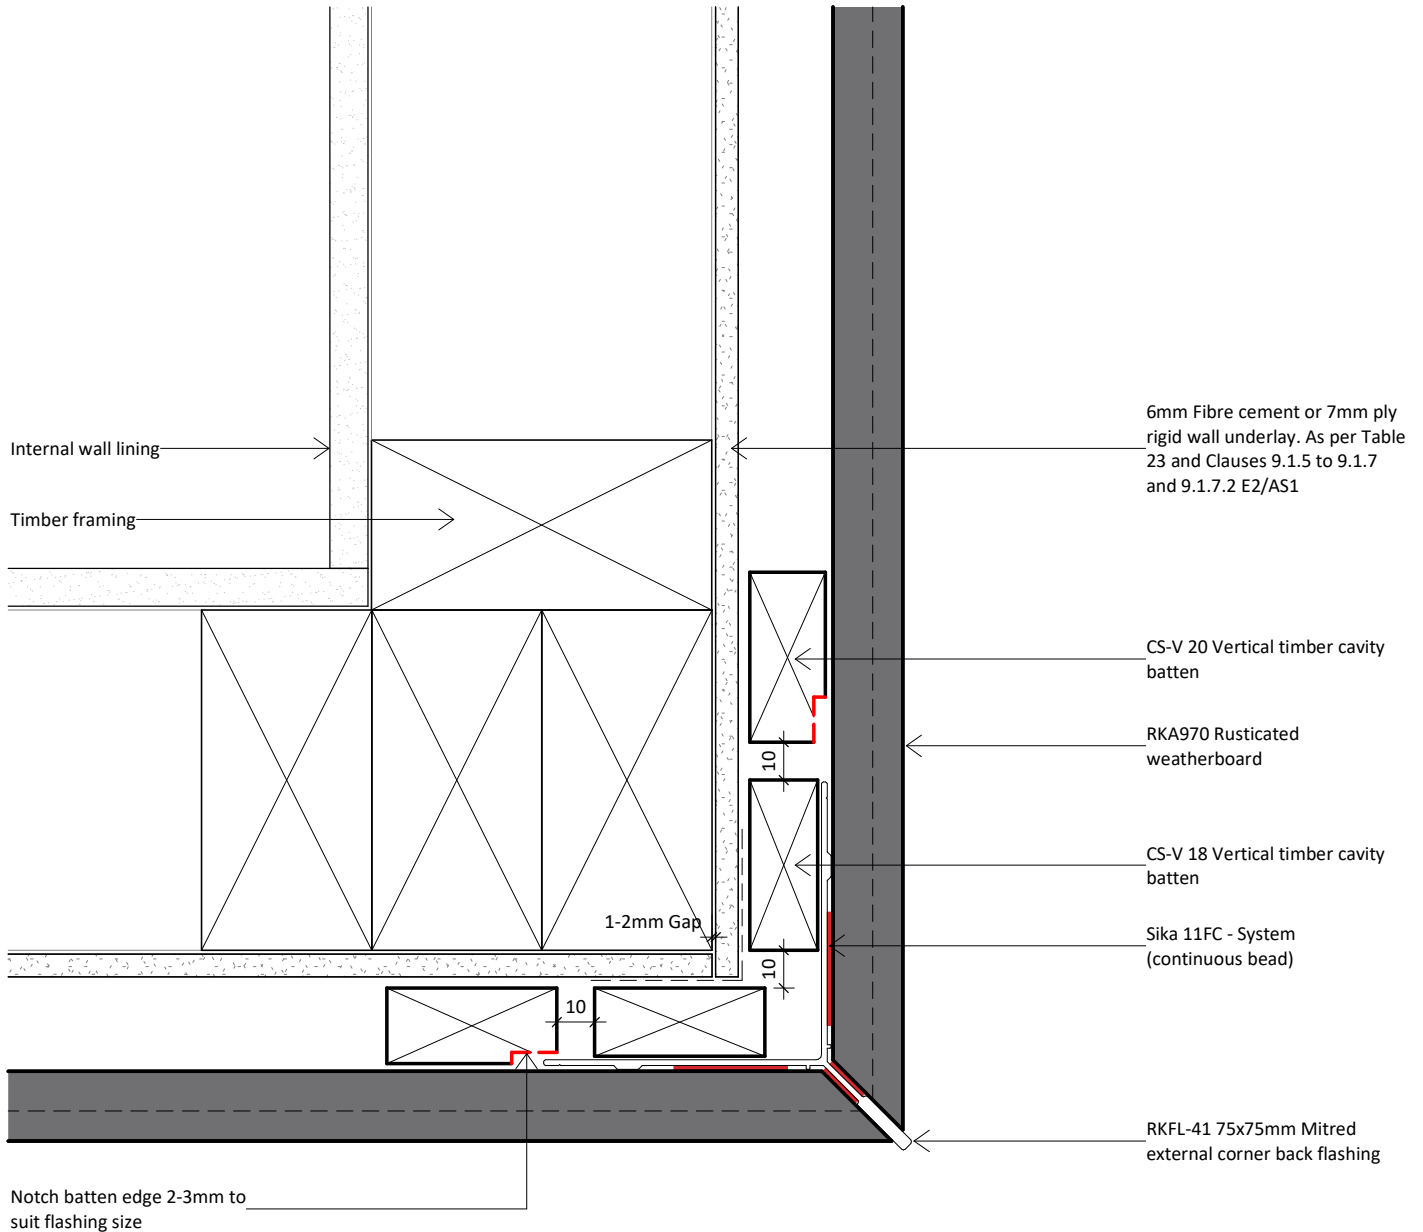 Internal wall lining
Timber framing
6mm Fibre cement or 7mm ply
rigid wall underlay. As per Table
23 and Clauses 9.1.5 to 9.1.7
and 9.1.7.2 E2/AS1
CS-V 20 Vertical timber cavity
batten
RKA970 Rusticated
weatherboard
10
CS-V 18 Vertical timber cavity
batten
1-2mm Gap
Sika 11FC - System
(continuous bead)
10
10
RKFL-41 75x75mm Mitred
external corner back flashing
Notch batten edge 2-3mm to
suit flashing size